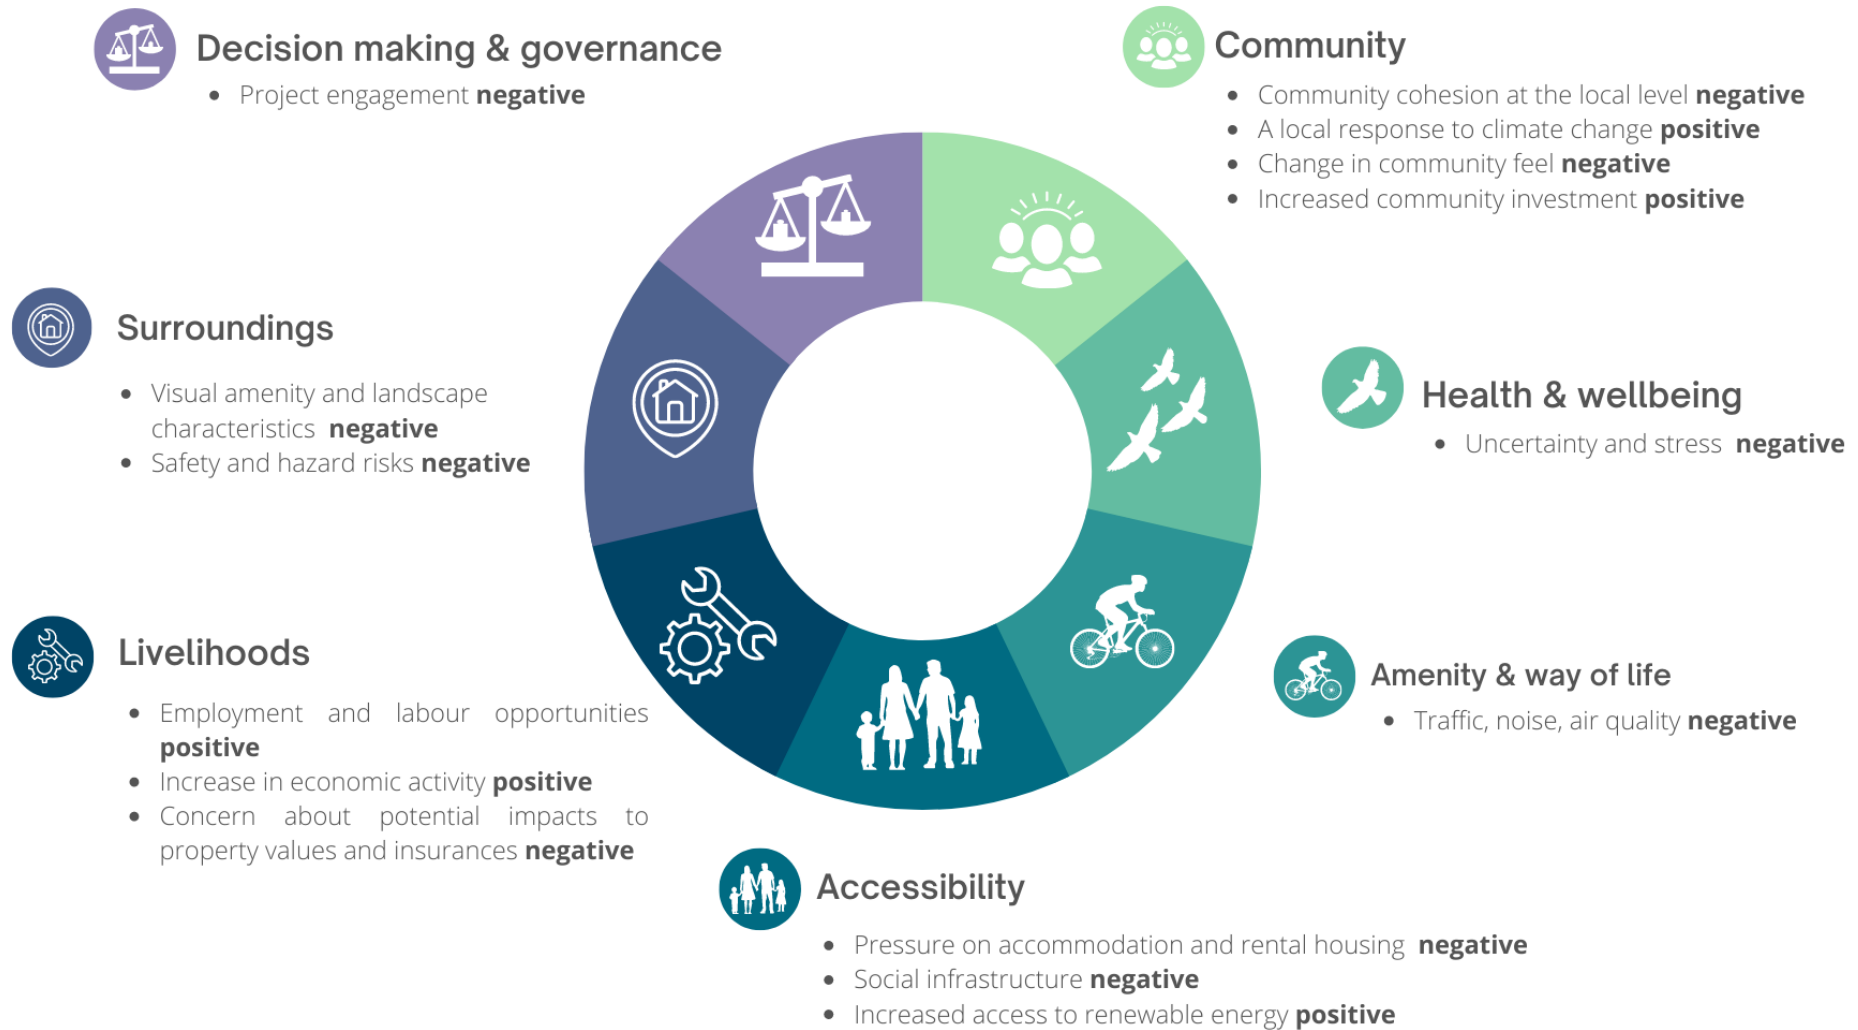 Decision making & governance
• Project engagement negative
Community
• Community cohesion at the local level negative
• A local response to climate change positive
• Change in community feel negative
• Increased community investment positive
Surroundings
• Visual amenity and landscape
characteristics negative
• Safety and hazard risks negative
Health & wellbeing
• Uncertainty and stress negative
Livelihoods
• Employment and labour opportunities
positive
• Increase in economic activity positive
• Concern about potential impacts to
property values and insurances negative
Amenity & way of life
• Traffic, noise, air quality negative
Accessibility
• Pressure on accommodation and rental housing negative
• Social infrastructure negative
• Increased access to renewable energy positive